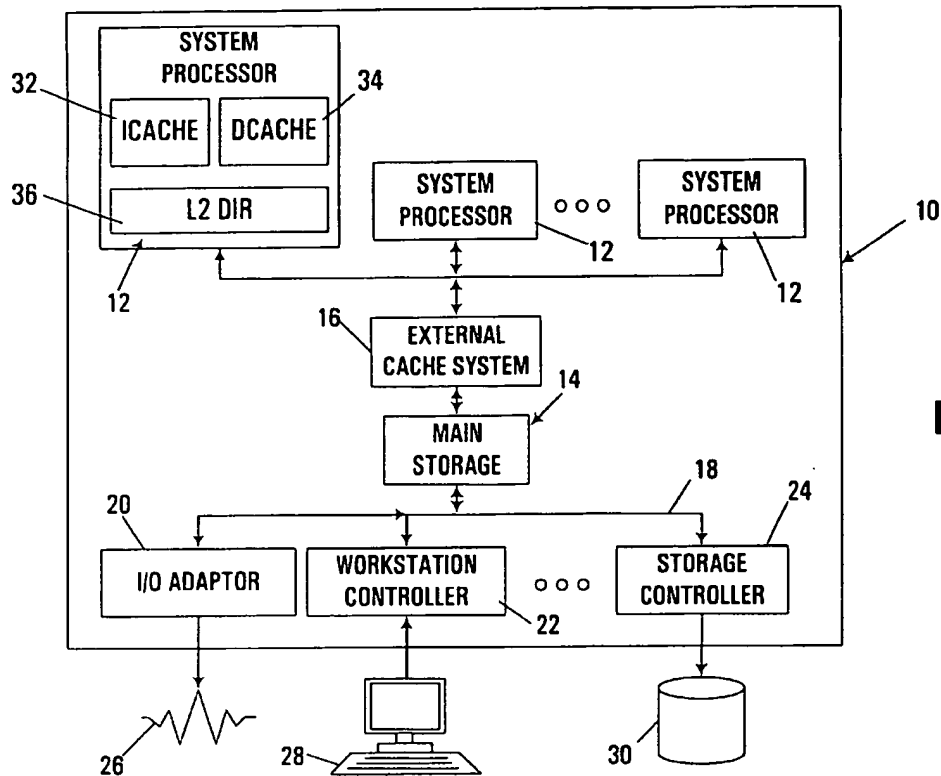 SYSTEM
PROCESSOR
32
34
ICACHE
DCACHE
36
L2 DIR
12
SYSTEM
PROCESSOR
12
SYSTEM
PROCESSOR
12
10
16
EXTERNAL
CACHE SYSTEM
14
MAIN
STORAGE
18
20
24
I/O ADAPTOR
WORKSTATION
CONTROLLER
22
STORAGE
CONTROLLER
26
28
30